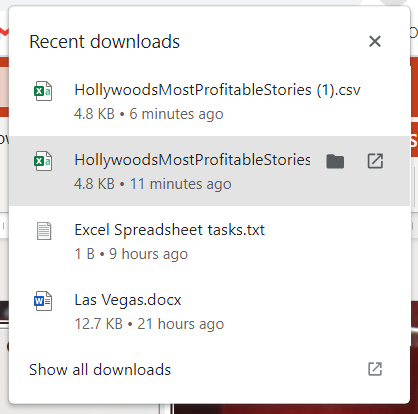 Recent downloads
HollywoodsMostProfitableStories (1).csv
4.8 KB • 6 minutes ago
HollywoodsMostProfitableStories
4.8 KB • 11 minutes ago
Excel Spreadsheet tasks.txt
1 B • 9 hours ago
Las Vegas.docx
12.7 KB • 21 hours ago
Show all downloads